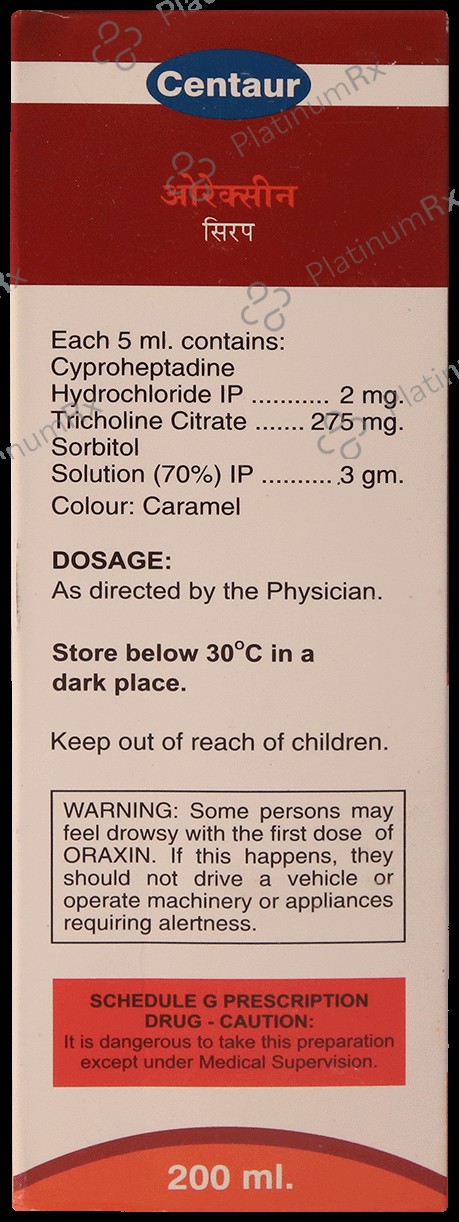 Centaur
ओरेक्सीन
सिरप
Each 5 ml. contains:
Cyproheptadine
Hydrochloride IP ........... 2 mg.
Tricholine Citrate ....... 275 mg.
Sorbitol
Solution (70%) IP .......... 3 gm.
Colour: Caramel
DOSAGE:
As directed by the Physician.
Store below 30°C in a
dark place.
Keep out of reach of children.
WARNING: Some persons may
feel drowsy with the first dose of
ORAXIN. If this happens, they
should not drive a vehicle or
operate machinery or appliances
requiring alertness.
SCHEDULE G PRESCRIPTION
DRUG - CAUTION:
It is dangerous to take this preparation
except under Medical Supervision.
200 ml.
PlatinumRx
PlatinumRx